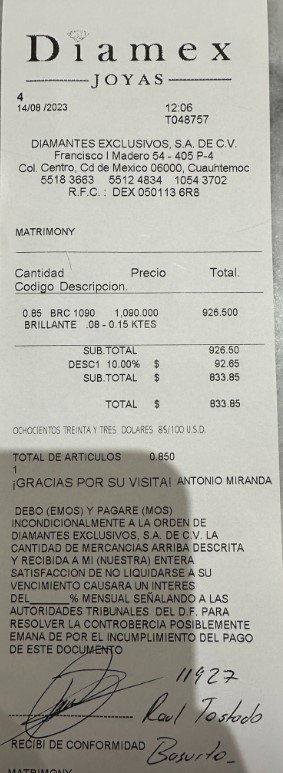 Diamex
JOYAS
4
14/08 /2023 12:06
T048757
DIAMANTES EXCLUSIVOS, S.A. DE C.V.
Francisco I Madero 54 - 405 P-4
Col. Centro, Cd de Mexico 06000, Cuauhtemoc
5518 3663 5512 4834 1054 3702
R.F.C. : DEX 050113 6R8
MATRIMONY
Cantidad Precio Total.
Codigo Descripcion.
0.85 BRC 1090 1,090.000 926.500
BRILLANTE .08 - 0.15 KTES
SUB.TOTAL 926.50
DESC1 10.00% $ 92.65
SUB.TOTAL $ 833.85
TOTAL $ 833.85
OCHOCIENTOS TREINTA Y TRES DOLARES 85/100 U.S.D.
TOTAL DE ARTICULOS 0.850
1
¡GRACIAS POR SU VISITA! ANTONIO MIRANDA
DEBO (EMOS) Y PAGARE (MOS)
INCONDICIONALMENTE A LA ORDEN DE
DIAMANTES EXCLUSIVOS, S.A. DE C.V. LA
CANTIDAD DE MERCANCIAS ARRIBA DESCRITA
Y RECIBIDA A MI (NUESTRA) ENTERA
SATISFACCION DE NO LIQUIDARSE A SU
VENCIMIENTO CAUSARA UN INTERES
DEL_____% MENSUAL SEÑALANDO A LAS
AUTORIDADES TRIBUNALES DEL D.F. PARA
RESOLVER LA CONTROBERCIA POSIBLEMENTE
EMANA DE POR EL INCUMPLIMIENTO DEL PAGO
DE ESTE DOCUMENTO
11927
Raul Tostado
RECIBI DE CONFORMIDAD Basurto
MATRIMONY